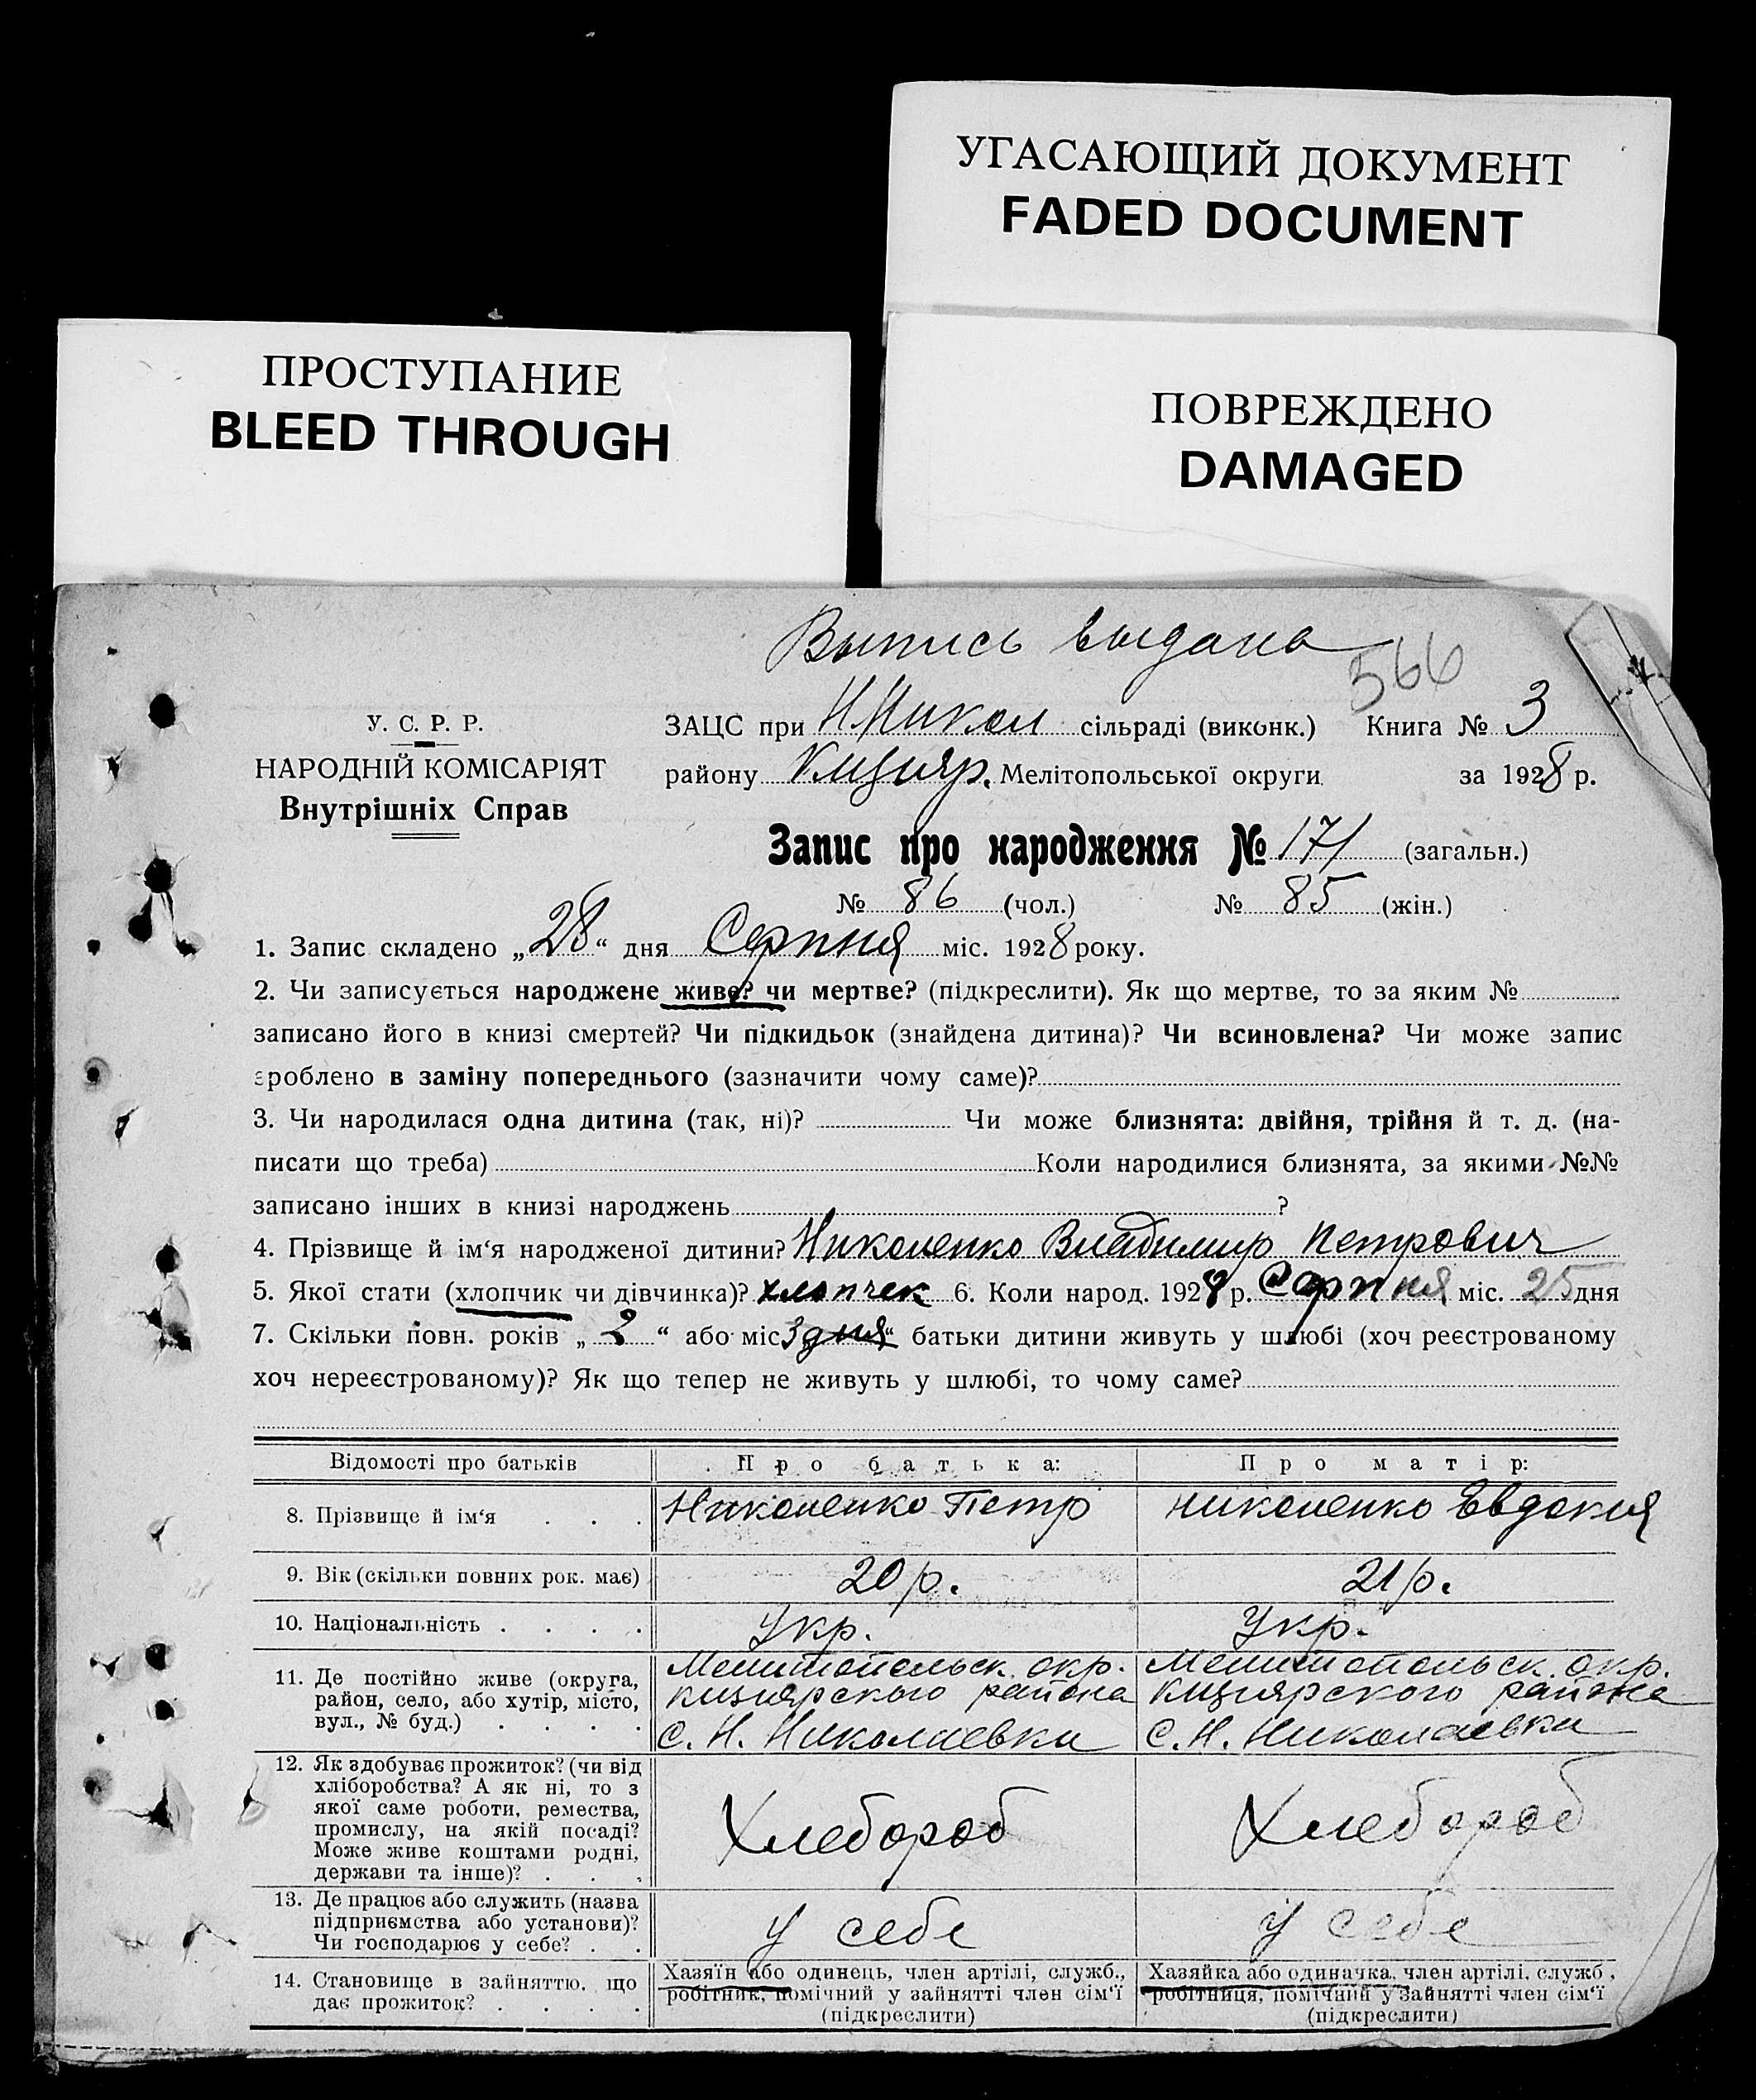 УГАСАЮЩИЙ ДОКУМЕНТ
FADED DOCUMENT
ПРОСТУПАНИЕ
BLEED THROUGH
ПОВРЕЖДЕНО
DAMAGED
Выпись выдана
566
У. С. Р. Р.
НАРОДНІЙ КОМІСАРІЯТ
Внутрішніх Справ
ЗАЦС при Н.Никол сільраді (виконк.) Книга № 3
району Кизияр. Мелітопольської округи за 1928 р.
Запис про народження № 171 (загальн.)
№ 86 (чол.) № 85 (жін.)
1. Запис складено „28“ дня Серпня міс. 1928 року.
2. Чи записується народжене живе? чи мертве? (підкреслити). Як що мертве, то за яким №
записано його в книзі смертей? Чи підкидьок (знайдена дитина)? Чи всиновлена? Чи може запис
зроблено в заміну попереднього (зазначити чому саме)?
3. Чи народилася одна дитина (так, ні)? Чи може близнята: двійня, трійня й т. д. (на-
писати що треба) Коли народилися близнята, за якими №№
записано інших в книзі народжень ?
4. Прізвище й ім‘я народженої дитини? Николенко Владимир Петрович
5. Якої стати (хлопчик чи дівчинка)? хлопчек 6. Коли народ. 1928 р. Серпня міс. 25 дня
7. Скільки повн. років „2“ або міс 3 дня“ батьки дитини живуть у шлюбі (хоч реєстрованому
хоч нереєстрованому)? Як що тепер не живуть у шлюбі, то чому саме?
Відомості про батьків Про батька: Про матір:
8. Прізвище й ім‘я . . . Николенко Петр Николенко Евдокия
9. Вік (скільки повних рок. має) 20 р. 21 р.
10. Національність . . . . Укр. Укр.
11. Де постійно живе (округа, Мелитопольск. окр. Мелитопольск. окр.
район, село, або хутір, місто, Кизиярского района Кизиярского района
вул., № буд.) . . . . С. Н. Николаевки С. Н. Николаевки
12. Як здобуває прожиток? (чи від
хліборобства? А як ні, то з
якої саме роботи, ремества,
промислу, на якій посаді?
Може живе коштами родні,
держави та інше)? . . .
Хлебороб Хлебороб
13. Де працює або служить (назва
підприємства або установи)?
Чи господарює у себе? . .
у себе у себе
14. Становище в зайняттю, що
дає прожиток? . . . .
Хазяїн або одинець, член артілі, служб.,
робітник, помічний у зайнятті член сім‘ї
(підкреслити)
Хазяйка або одиначка, член артілі, служб.,
робітниця, помічний у зайнятті член сім‘ї
(підкреслити)